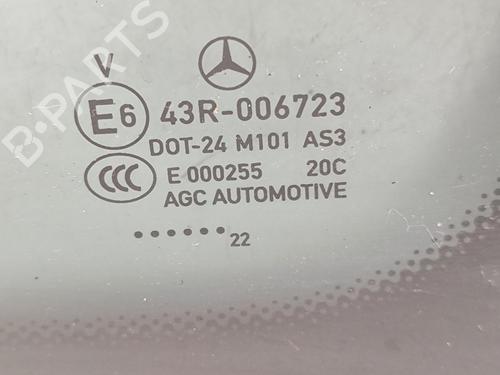 B-PARTS
V
E6 43R-006723
DOT-24 M101 AS3
CCC E 000255 20C
AGC AUTOMOTIVE
...... 22